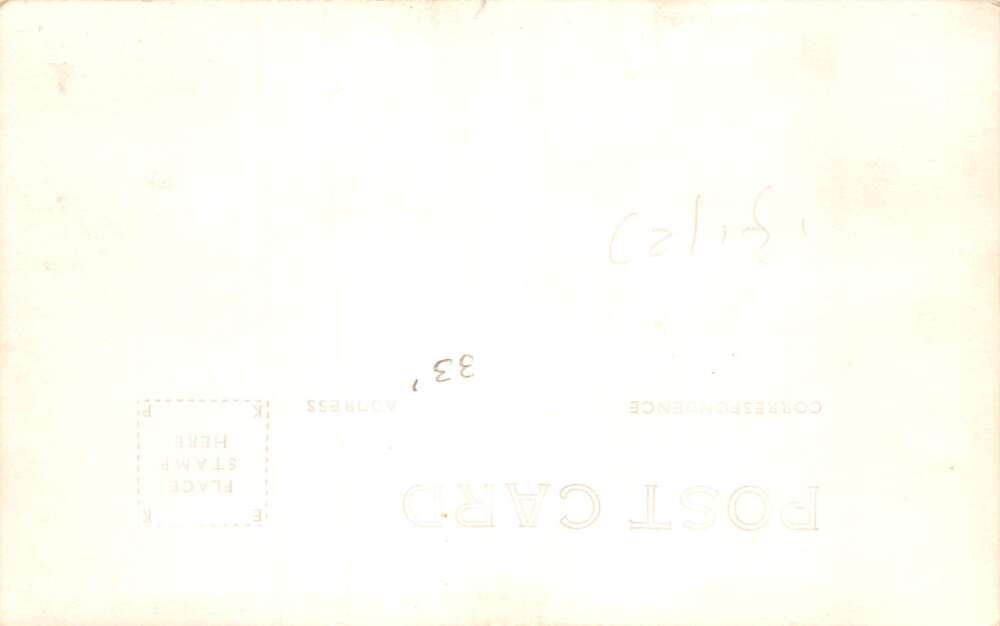 POST CARD
CORRESPONDENCE
ADDRESS
E K
PLACE
STAMP
HERE
K P
33'